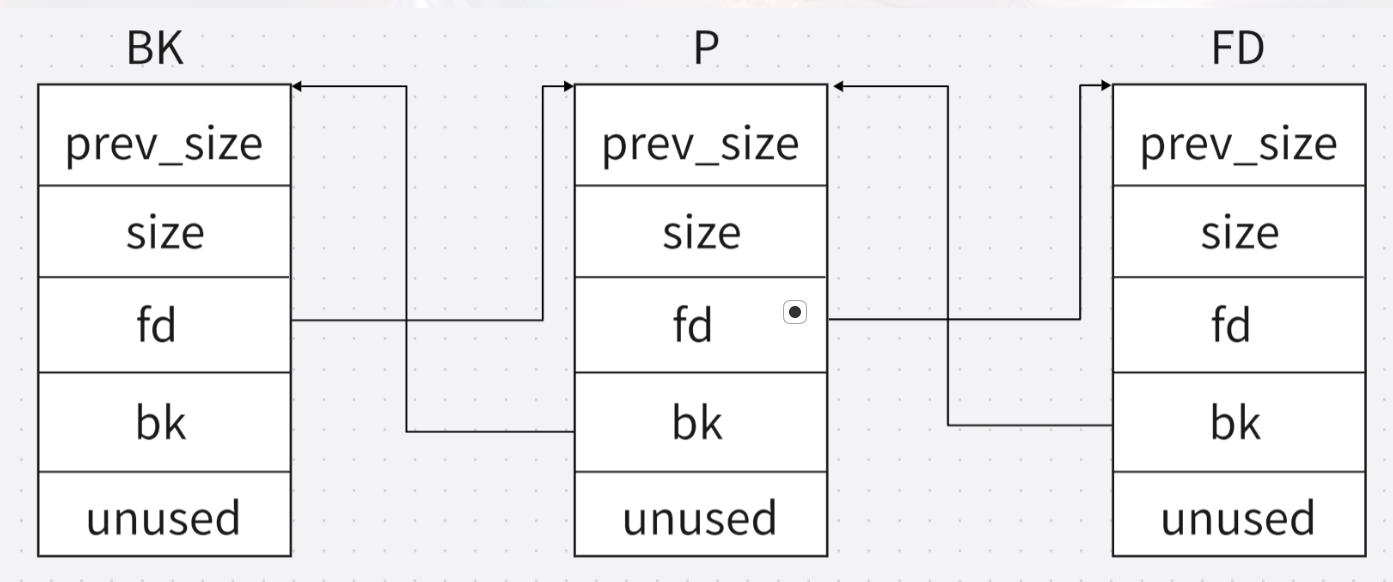 BK P FD
prev_size prev_size prev_size
size size size
fd fd fd
bk bk bk
unused unused unused